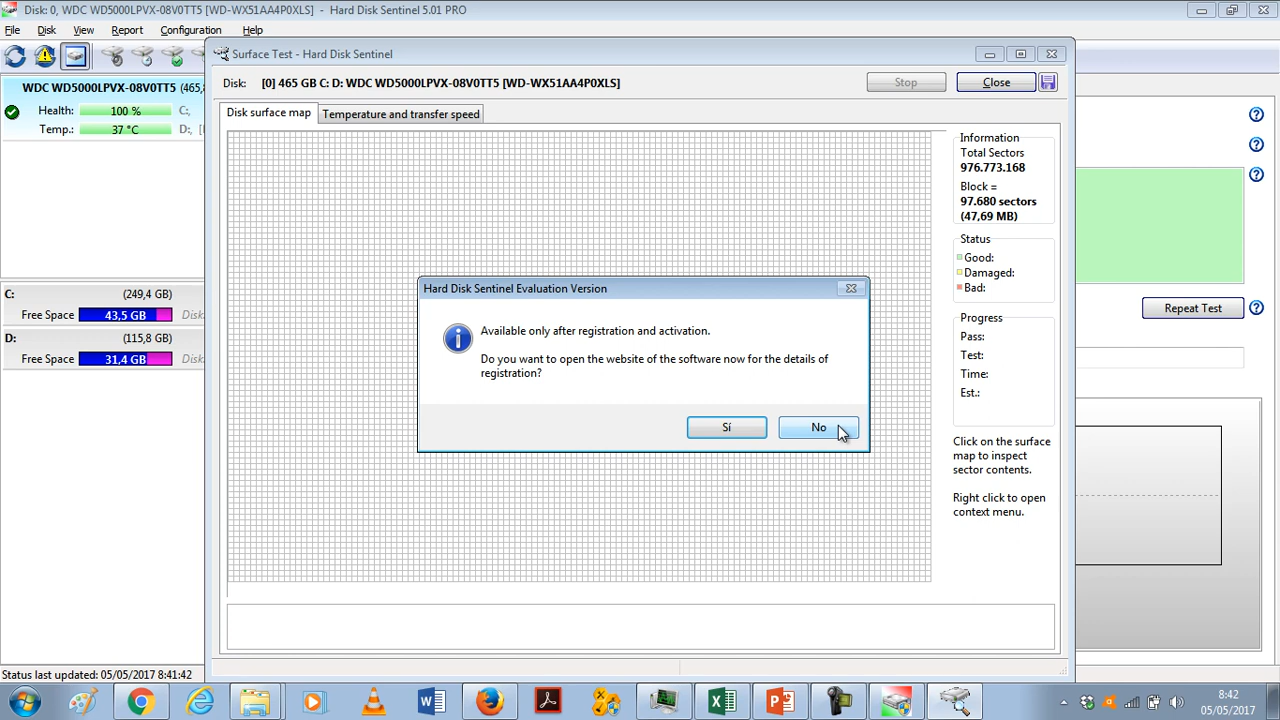 Disk: 0, WDC WD5000LPVX-08V0TT5 [WD-WX51AA4P0XLS] - Hard Disk Sentinel 5.01 PRO
File Disk View Report Configuration Help
Surface Test - Hard Disk Sentinel
Disk: [0] 465 GB C: D: WDC WD5000LPVX-08V0TT5 [WD-WX51AA4P0XLS] Stop Close
WDC WD5000LPVX-08V0TT5 (465,
Health: 100 % C:,
Temp.: 37 °C D:, [
C: (249,4 GB)
Free Space 43,5 GB Disk
D: (115,8 GB)
Free Space 31,4 GB Disk
Disk surface map Temperature and transfer speed
Information
Total Sectors
976.773.168
Block =
97.680 sectors
(47,69 MB)
Status
Good:
Damaged:
Bad:
Progress
Pass:
Test:
Time:
Est.:
Click on the surface
map to inspect
sector contents.
Right click to open
context menu.
Repeat Test
Hard Disk Sentinel Evaluation Version
Available only after registration and activation.
Do you want to open the website of the software now for the details of
registration?
Sí No
Status last updated: 05/05/2017 8:41:42
8:42
05/05/2017